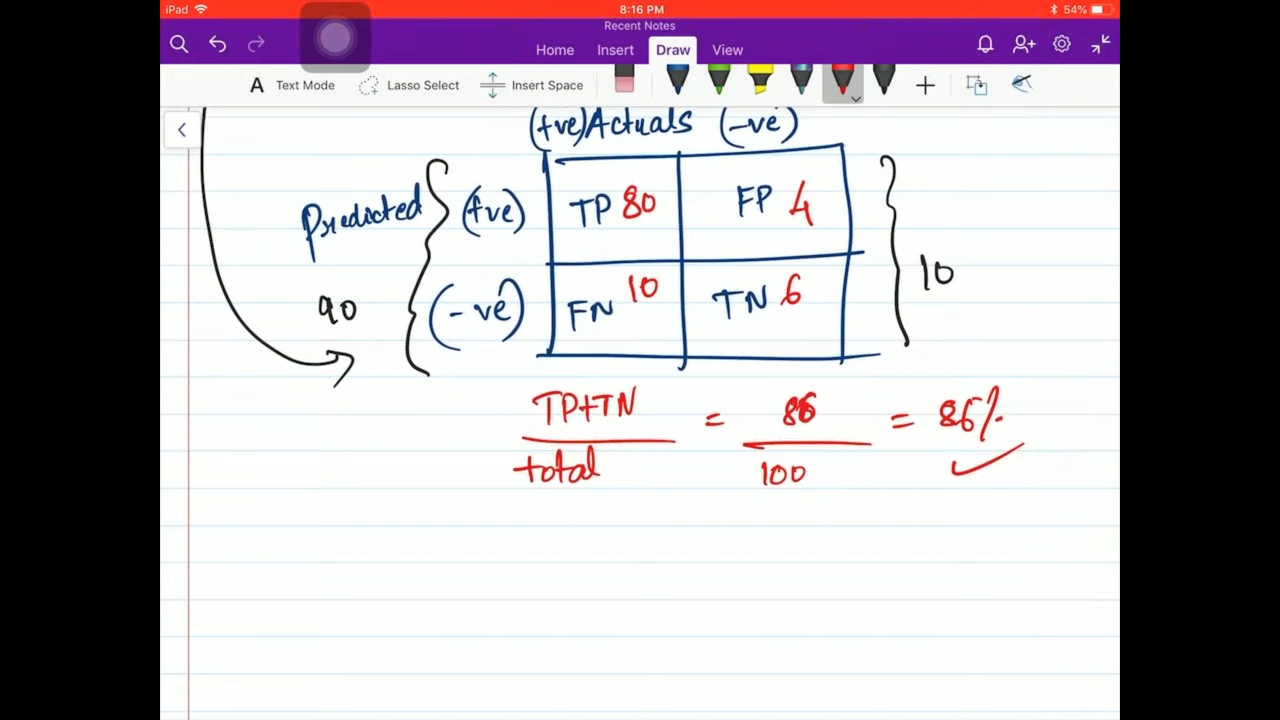 iPad 8:16 PM 54%
Recent Notes
Home Insert Draw View
A Text Mode Lasso Select Insert Space
(+ve) Actuals (-ve)
Predicted (+ve) TP 80 FP 4
90 (-ve) FN 10 TN 6 10
TP+TN = 86 = 86%
total 100